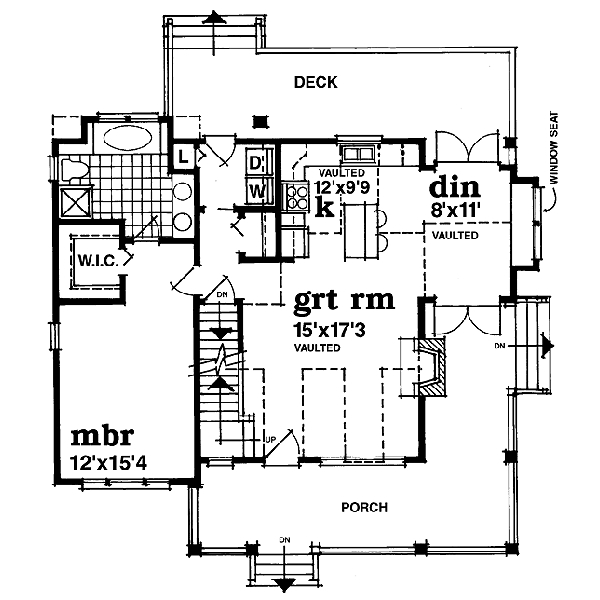 DECK
WINDOW SEAT
L
D
W
VAULTED
12'x9'9
k
din
8'x11'
VAULTED
W.I.C.
DN
grt rm
15'x17'3
VAULTED
DN
mbr
12'x15'4
UP
PORCH
DN